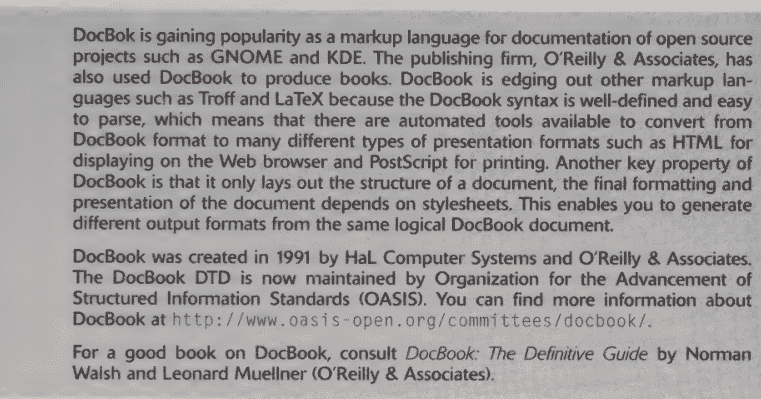 DocBok is gaining popularity as a markup language for documentation of open source
projects such as GNOME and KDE. The publishing firm, O'Reilly & Associates, has
also used DocBook to produce books. DocBook is edging out other markup lan-
guages such as Troff and LaTeX because the DocBook syntax is well-defined and easy
to parse, which means that there are automated tools available to convert from
DocBook format to many different types of presentation formats such as HTML for
displaying on the Web browser and PostScript for printing. Another key property of
DocBook is that it only lays out the structure of a document, the final formatting and
presentation of the document depends on stylesheets. This enables you to generate
different output formats from the same logical DocBook document.
DocBook was created in 1991 by HaL Computer Systems and O'Reilly & Associates.
The DocBook DTD is now maintained by Organization for the Advancement of
Structured Information Standards (OASIS). You can find more information about
DocBook at http://www.oasis-open.org/committees/docbook/.
For a good book on DocBook, consult DocBook: The Definitive Guide by Norman
Walsh and Leonard Muellner (O'Reilly & Associates).